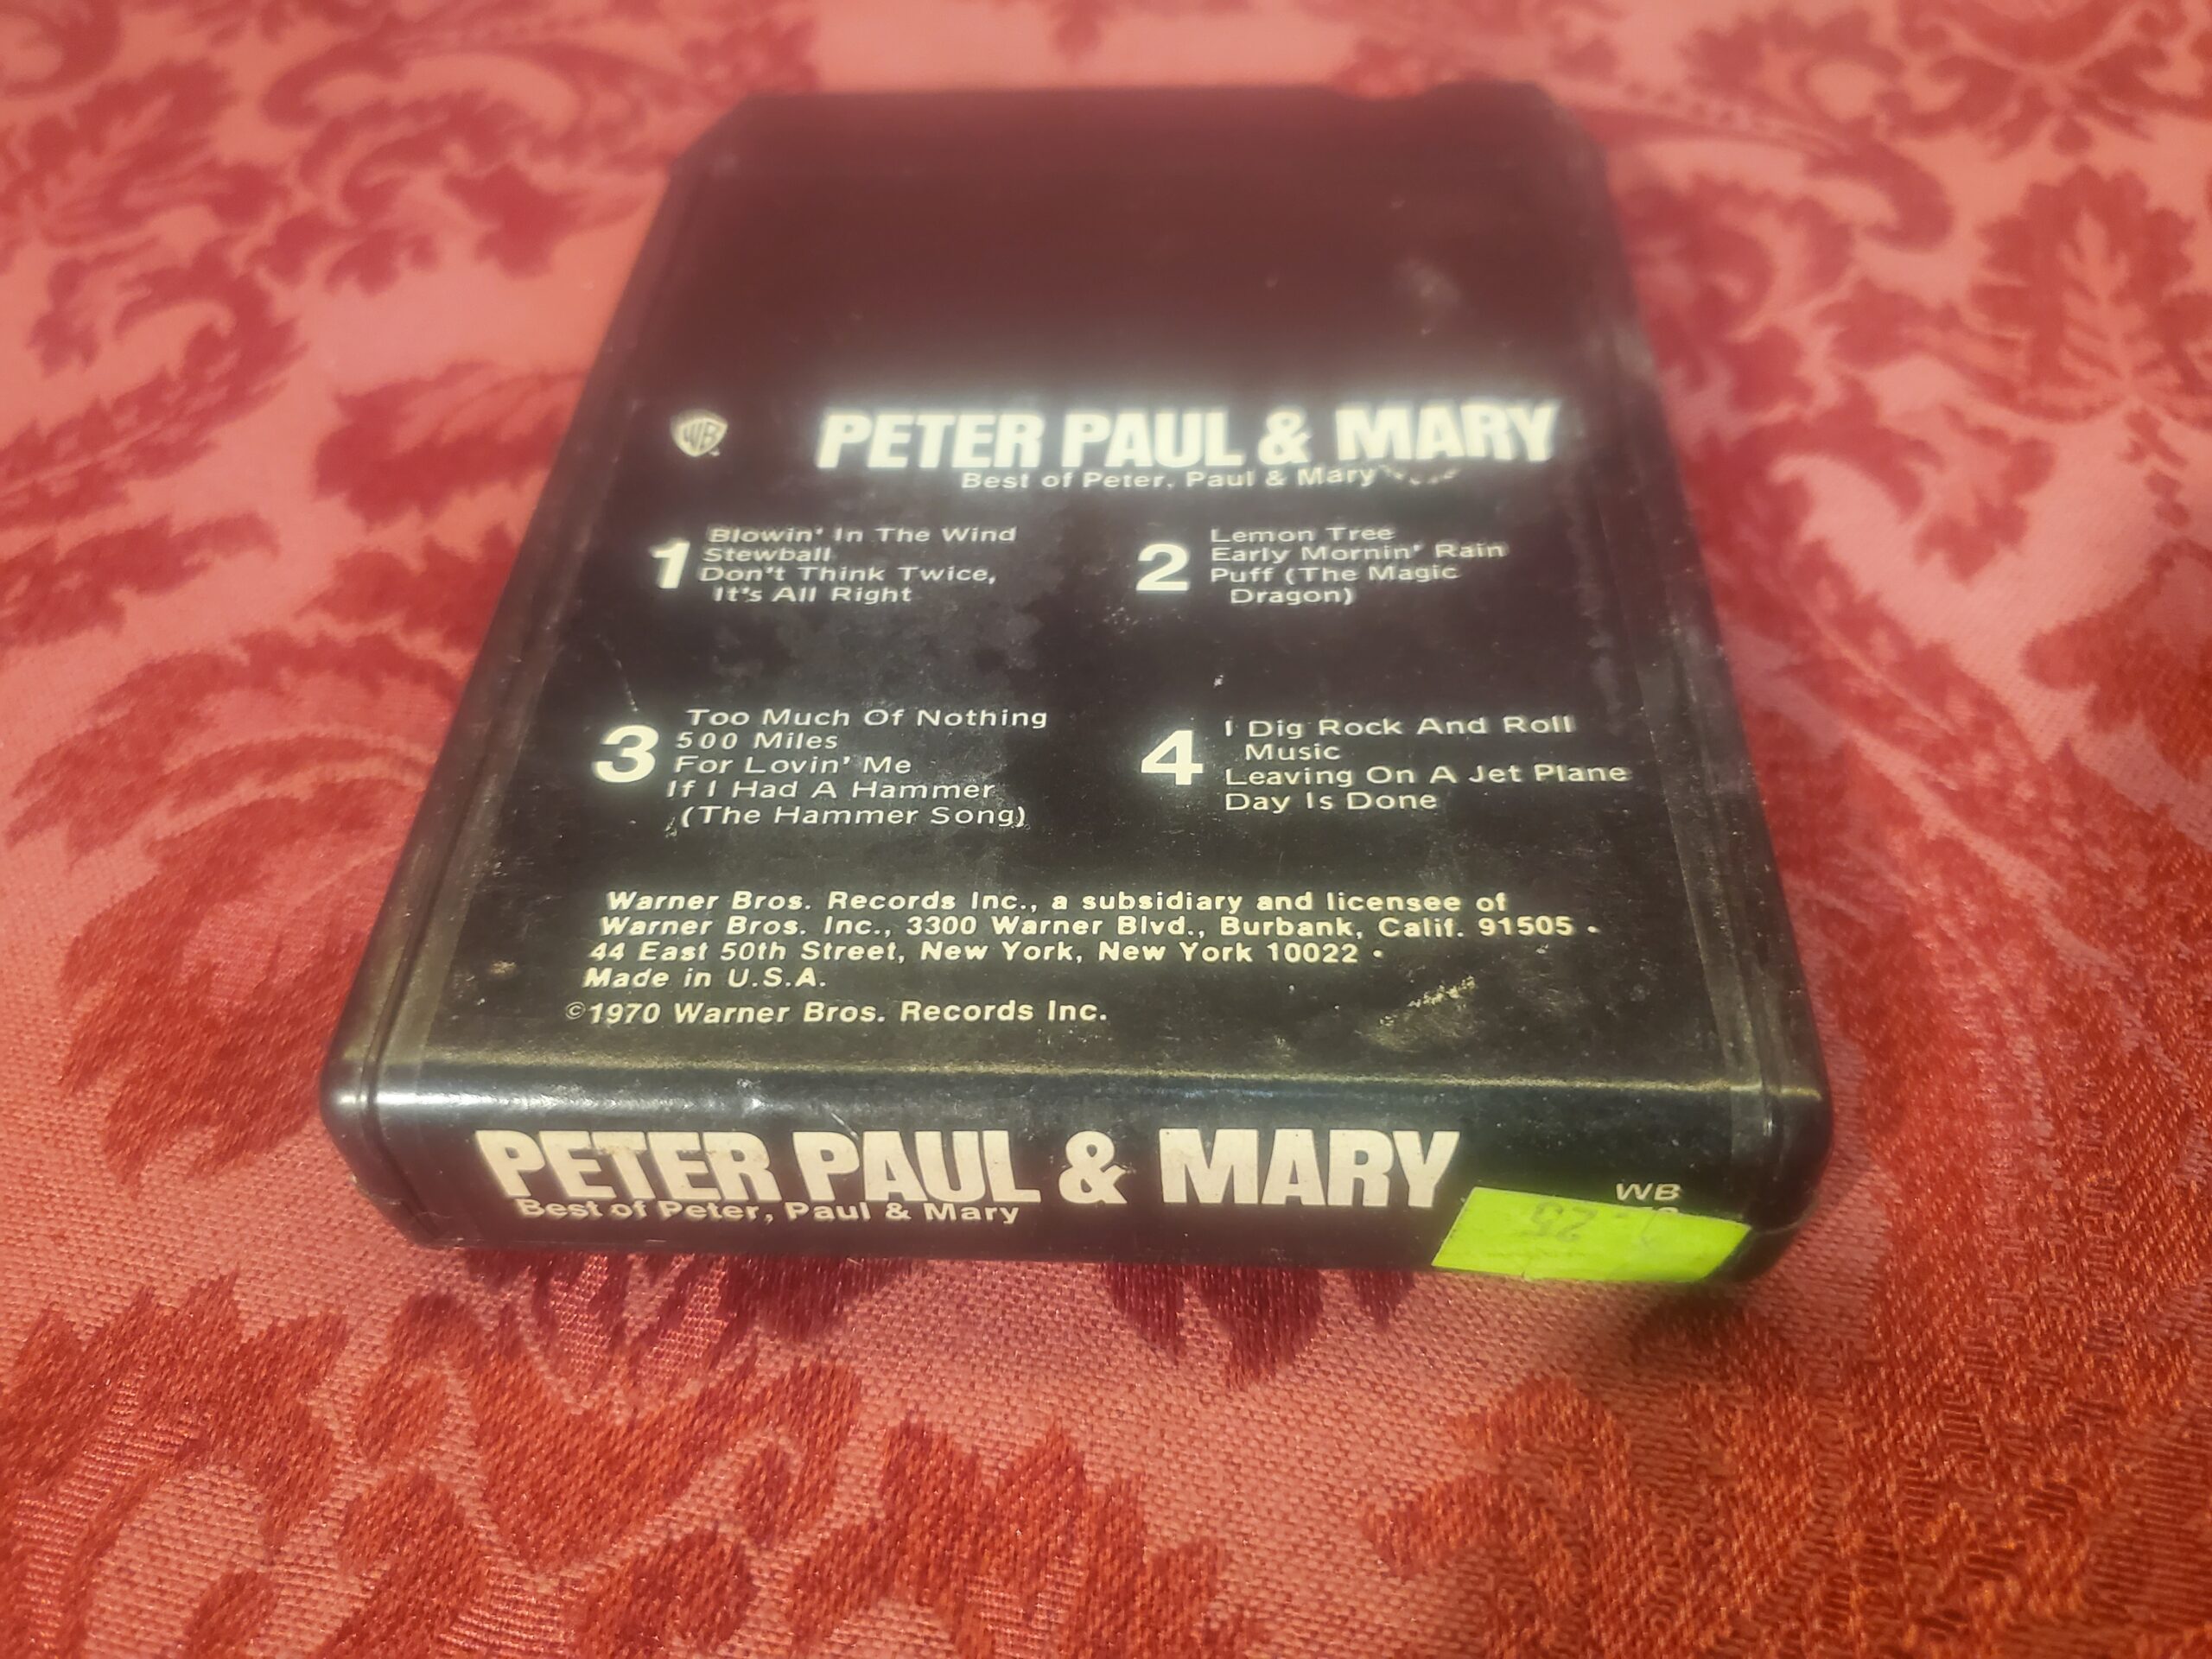 WB
PETER PAUL & MARY
Best of Peter, Paul & Mary
1
Blowin' In The Wind
Stewball
Don't Think Twice,
It's All Right
2
Lemon Tree
Early Mornin' Rain
Puff (The Magic
Dragon)
3
Too Much Of Nothing
500 Miles
For Lovin' Me
If I Had A Hammer
(The Hammer Song)
4
I Dig Rock And Roll
Music
Leaving On A Jet Plane
Day Is Done
Warner Bros. Records Inc., a subsidiary and licensee of
Warner Bros. Inc., 3300 Warner Blvd., Burbank, Calif. 91505 •
44 East 50th Street, New York, New York 10022 •
Made in U.S.A.
©1970 Warner Bros. Records Inc.
PETER PAUL & MARY
Best of Peter, Paul & Mary
WB
25